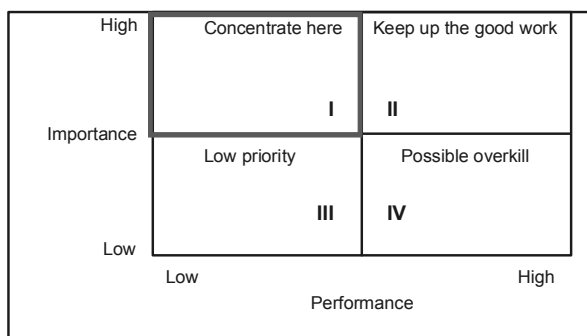 High
Concentrate here
Keep up the good work
I
II
Importance
Low priority
Possible overkill
III
IV
Low
Low
High
Performance